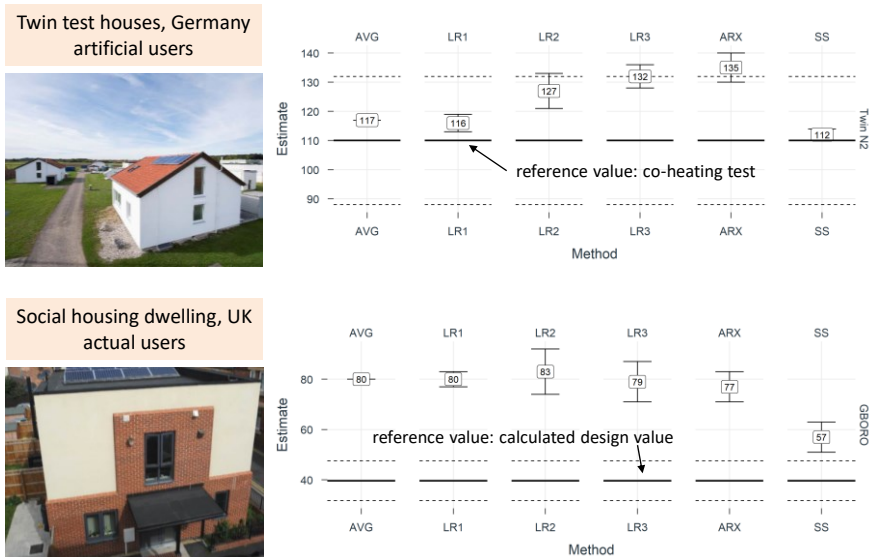 Twin test houses, Germany
artificial users
AVG LR1 LR2 LR3 ARX SS
140
130
120
110
100
90
Estimate
117 116 127 132 135 112
Twin N2
reference value: co-heating test
AVG LR1 LR2 LR3 ARX SS
Method
Social housing dwelling, UK
actual users
AVG LR1 LR2 LR3 ARX SS
80
60
40
Estimate
80 80 83 79 77 57
GBORO
reference value: calculated design value
AVG LR1 LR2 LR3 ARX SS
Method